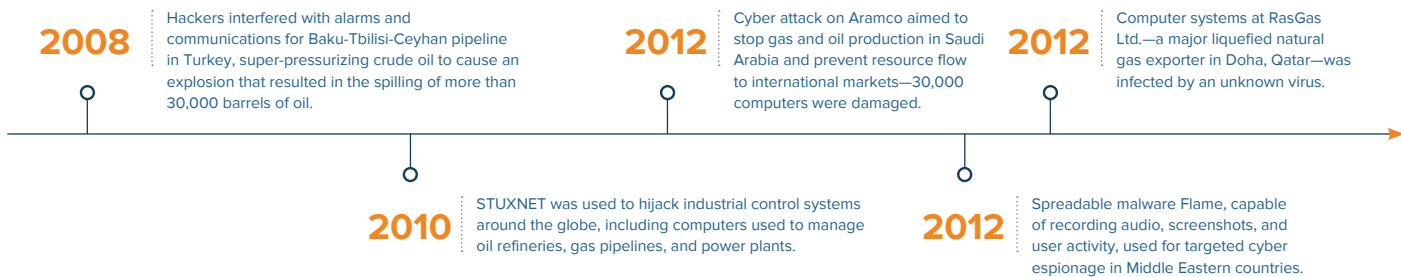 2008
Hackers interfered with alarms and
communications for Baku-Tbilisi-Ceyhan pipeline
in Turkey, super-pressurizing crude oil to cause an
explosion that resulted in the spilling of more than
30,000 barrels of oil.
2010
STUXNET was used to hijack industrial control systems
around the globe, including computers used to manage
oil refineries, gas pipelines, and power plants.
2012
Cyber attack on Aramco aimed to
stop gas and oil production in Saudi
Arabia and prevent resource flow
to international markets—30,000
computers were damaged.
2012
Spreadable malware Flame, capable
of recording audio, screenshots, and
user activity, used for targeted cyber
espionage in Middle Eastern countries.
2012
Computer systems at RasGas
Ltd.—a major liquefied natural
gas exporter in Doha, Qatar—was
infected by an unknown virus.